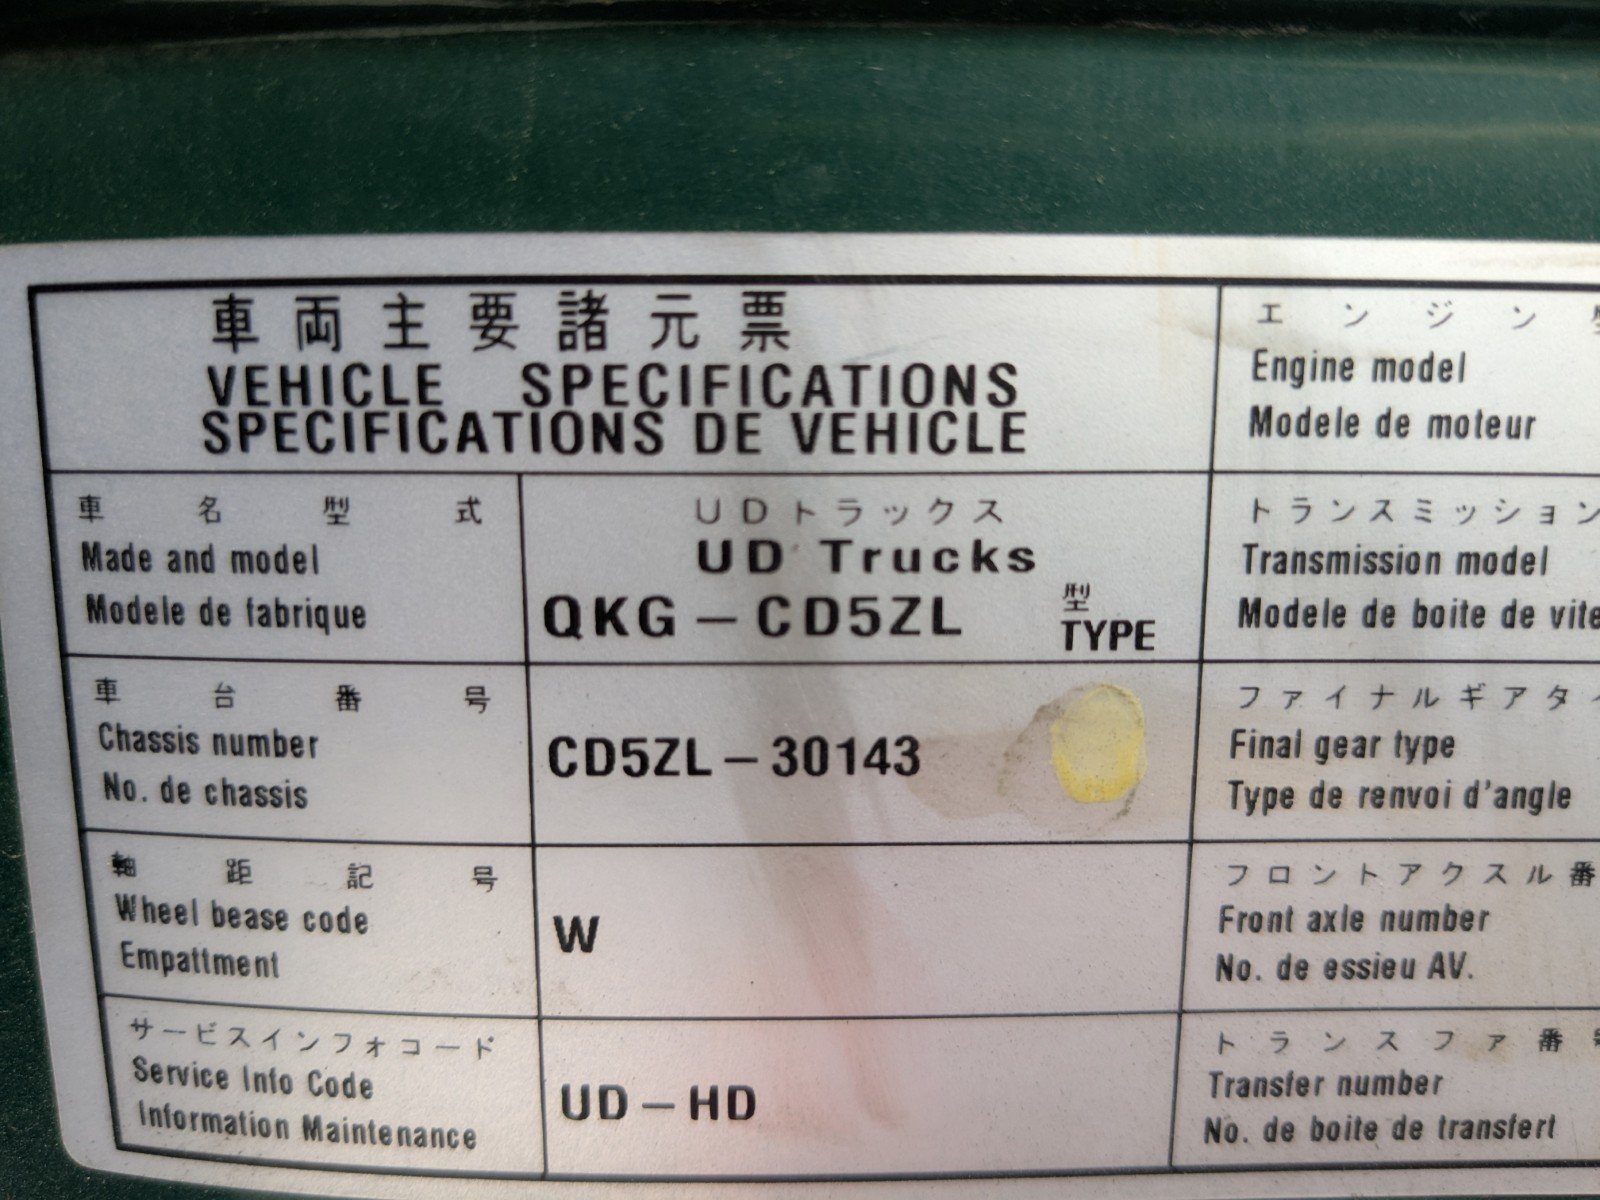 車両主要諸元票
VEHICLE SPECIFICATIONS
SPECIFICATIONS DE VEHICLE
エンジン
Engine model
Modele de moteur
車名型式
Made and model
Modele de fabrique
UDトラックス
UD Trucks
QKG-CD5ZL
型
TYPE
トランスミッション
Transmission model
Modele de boite de vite
車台番号
Chassis number
No. de chassis
CD5ZL-30143
ファイナルギアタイ
Final gear type
Type de renvoi d'angle
軸距記号
Wheel bease code
Empattment
W
フロントアクスル番
Front axle number
No. de essieu AV.
サービスインフォコード
Service Info Code
Information Maintenance
UD-HD
トランスファ番
Transfer number
No. de boite de transfert